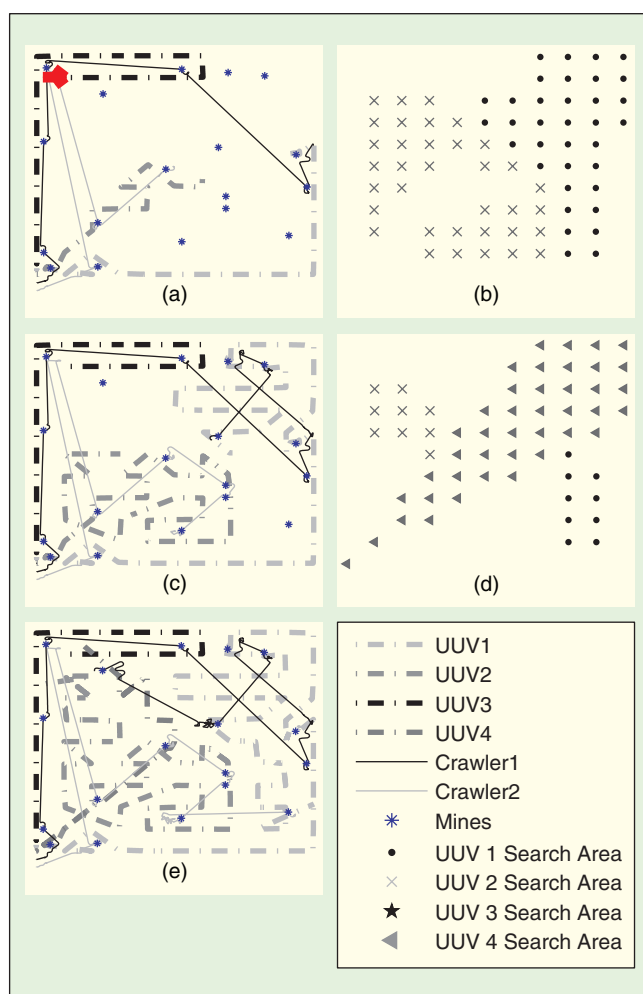 (a)
(b)
(c)
(d)
(e)
UUV1
UUV2
UUV3
UUV4
Crawler1
Crawler2
Mines
UUV 1 Search Area
UUV 2 Search Area
UUV 3 Search Area
UUV 4 Search Area